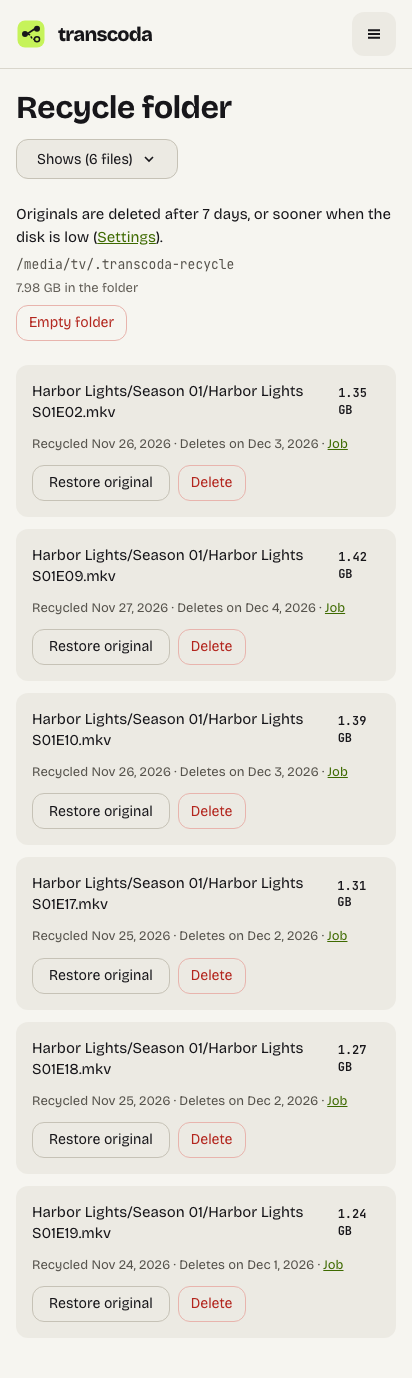 transcoda
Recycle folder
Shows (6 files)
Originals are deleted after 7 days, or sooner when the
disk is low (Settings).
/media/tv/.transcoda-recycle
7.98 GB in the folder
Empty folder
Harbor Lights/Season 01/Harbor Lights
S01E02.mkv
1.35
GB
Recycled Nov 26, 2026 · Deletes on Dec 3, 2026 · Job
Restore original
Delete
Harbor Lights/Season 01/Harbor Lights
S01E09.mkv
1.42
GB
Recycled Nov 27, 2026 · Deletes on Dec 4, 2026 · Job
Restore original
Delete
Harbor Lights/Season 01/Harbor Lights
S01E10.mkv
1.39
GB
Recycled Nov 26, 2026 · Deletes on Dec 3, 2026 · Job
Restore original
Delete
Harbor Lights/Season 01/Harbor Lights
S01E17.mkv
1.31
GB
Recycled Nov 25, 2026 · Deletes on Dec 2, 2026 · Job
Restore original
Delete
Harbor Lights/Season 01/Harbor Lights
S01E18.mkv
1.27
GB
Recycled Nov 25, 2026 · Deletes on Dec 2, 2026 · Job
Restore original
Delete
Harbor Lights/Season 01/Harbor Lights
S01E19.mkv
1.24
GB
Recycled Nov 24, 2026 · Deletes on Dec 1, 2026 · Job
Restore original
Delete